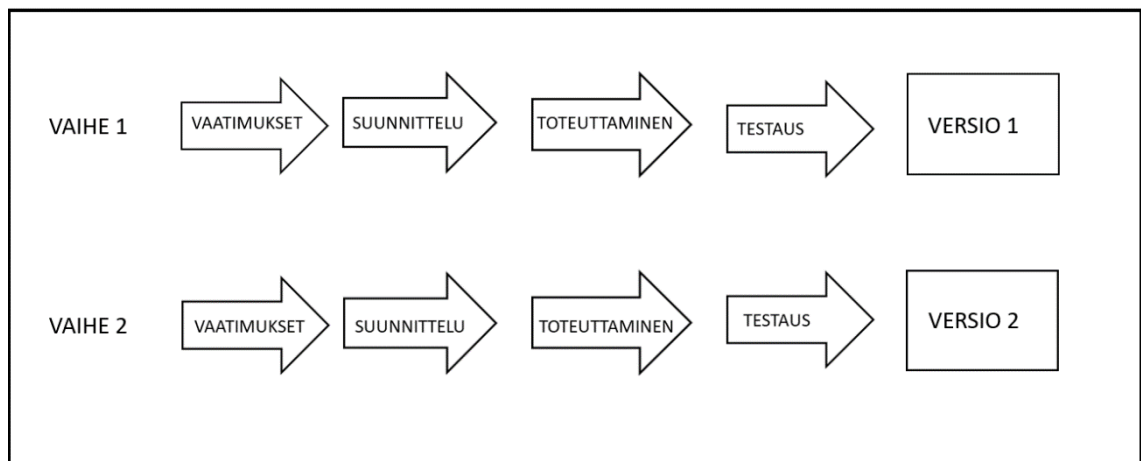 VAIHE 1
VAATIMUKSET
SUUNNITTELU
TOTEUTTAMINEN
TESTAUS
VERSIO 1
VAIHE 2
VAATIMUKSET
SUUNNITTELU
TOTEUTTAMINEN
TESTAUS
VERSIO 2